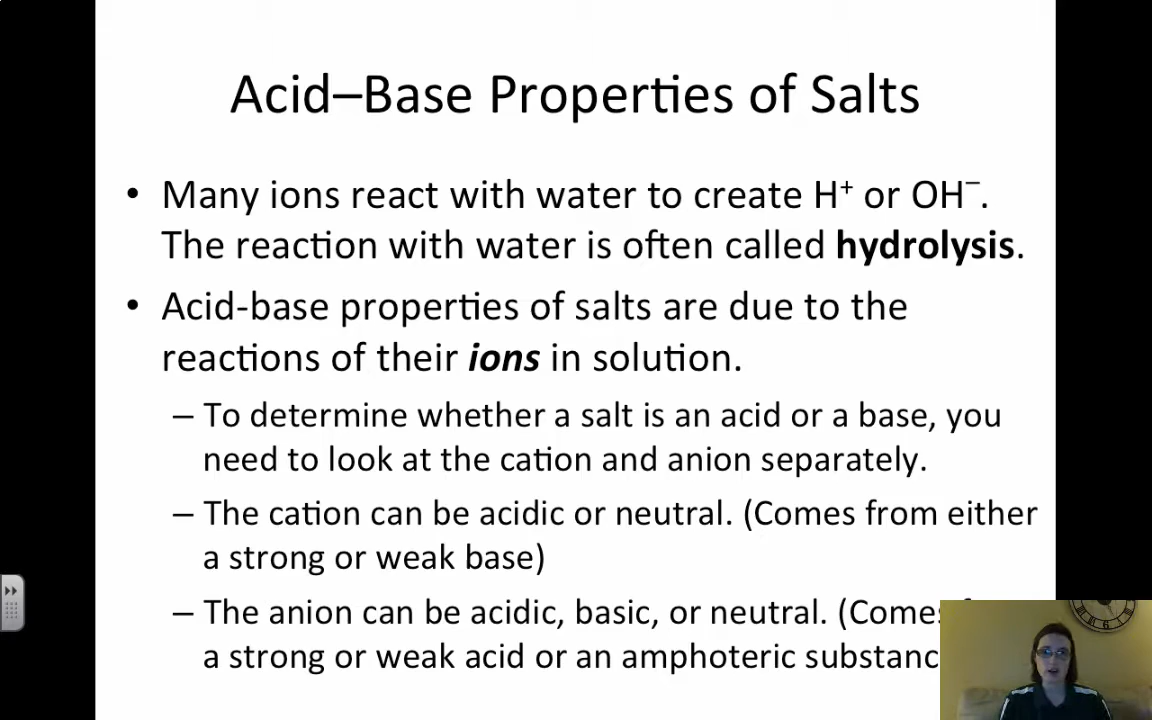 Acid–Base Properties of Salts
• Many ions react with water to create H⁺ or OH⁻.
The reaction with water is often called hydrolysis.
• Acid-base properties of salts are due to the
reactions of their ions in solution.
– To determine whether a salt is an acid or a base, you
need to look at the cation and anion separately.
– The cation can be acidic or neutral. (Comes from either
a strong or weak base)
– The anion can be acidic, basic, or neutral. (Comes
a strong or weak acid or an amphoteric substanc